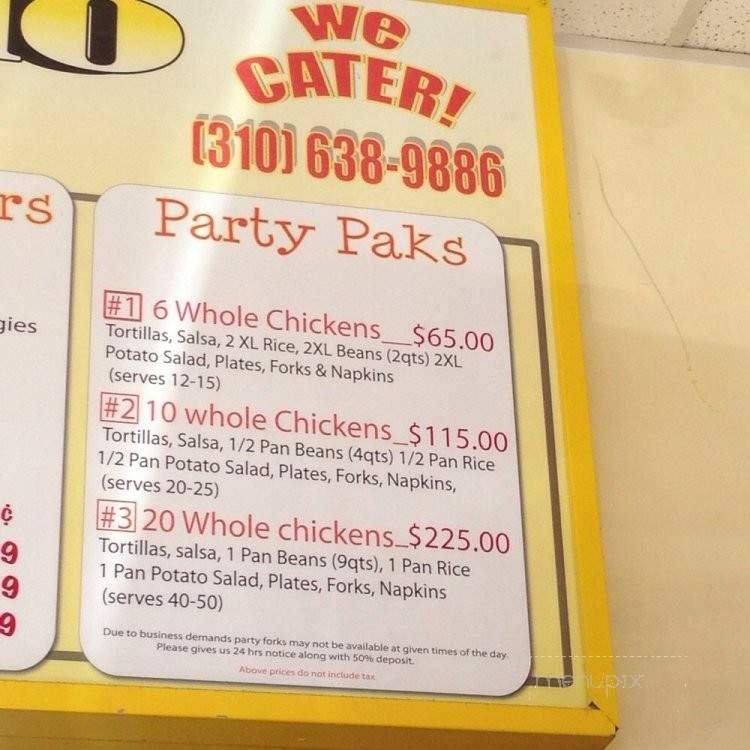 WE
CATER!
(310) 638-9886
rs
gies
¢
9
9
9
Party Paks
#1 6 Whole Chickens__$65.00
Tortillas, Salsa, 2 XL Rice, 2XL Beans (2qts) 2XL
Potato Salad, Plates, Forks & Napkins
(serves 12-15)
#2 10 whole Chickens_$115.00
Tortillas, Salsa, 1/2 Pan Beans (4qts) 1/2 Pan Rice
1/2 Pan Potato Salad, Plates, Forks, Napkins,
(serves 20-25)
#3 20 Whole chickens_$225.00
Tortillas, salsa, 1 Pan Beans (9qts), 1 Pan Rice
1 Pan Potato Salad, Plates, Forks, Napkins
(serves 40-50)
Due to business demands party forks may not be available at given times of the day.
Please gives us 24 hrs notice along with 50% deposit.
Above prices do not include tax
menupix